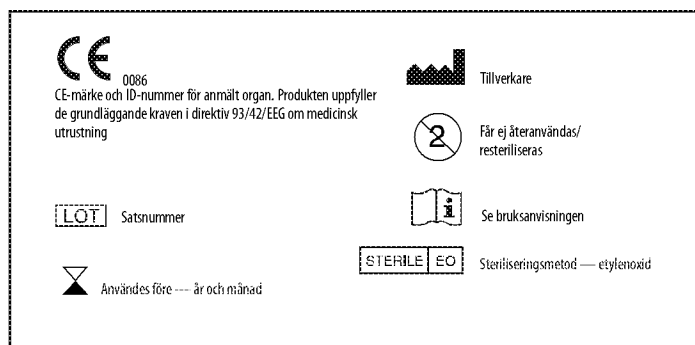 CE 0086
CE-märke och ID-nummer för anmält organ. Produkten uppfyller
de grundläggande kraven i direktiv 93/42/EEG om medicinsk
utrustning
LOT Satsnummer
Användes före --- år och månad
Tillverkare
2 Får ej återanvändas/
resteriliseras
i Se bruksanvisningen
STERILE EO Steriliseringsmetod — etylenoxid